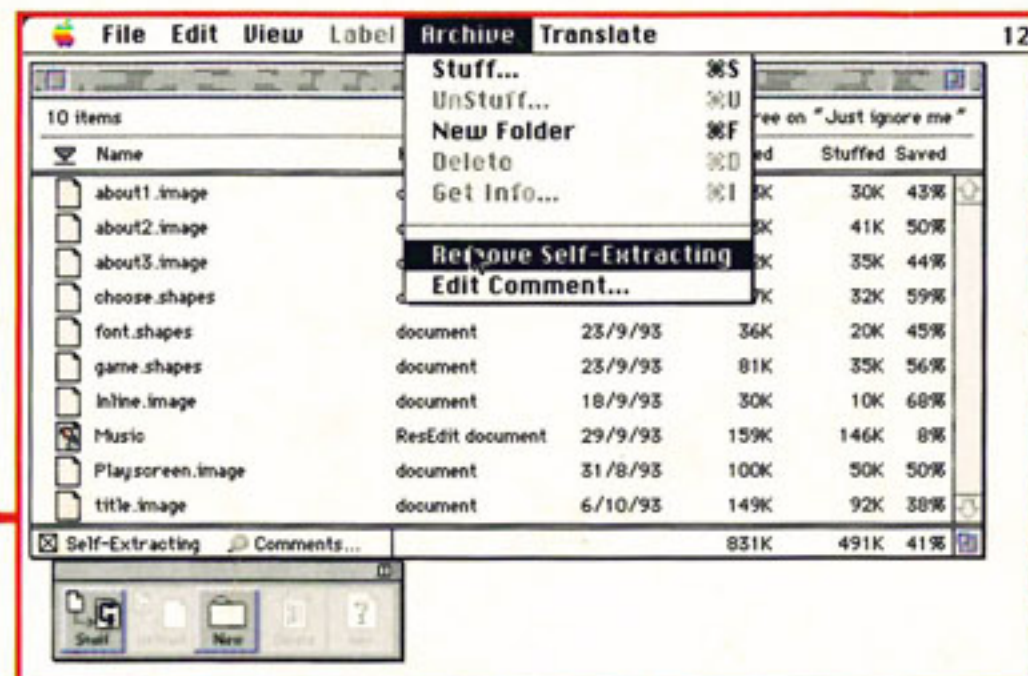 File Edit View Label Archive Translate 12
Stuff... ⌘S
UnStuff... ⌘U
New Folder ⌘F
Delete ⌘D
Get Info... ⌘I
Remove Self-Extracting
Edit Comment...
10 items ree on "Just ignore me"
Name ed Stuffed Saved
about1.image 30K 43%
about2.image 41K 50%
about3.image 35K 44%
choose.shapes 32K 59%
font.shapes document 23/9/93 36K 20K 45%
game.shapes document 23/9/93 81K 35K 56%
Inline.image document 18/9/93 30K 10K 68%
Music ResEdit document 29/9/93 159K 146K 8%
Playscreen.image document 31/8/93 100K 50K 50%
title.image document 6/10/93 149K 92K 38%
Self-Extracting Comments... 831K 491K 41%
Stuff New